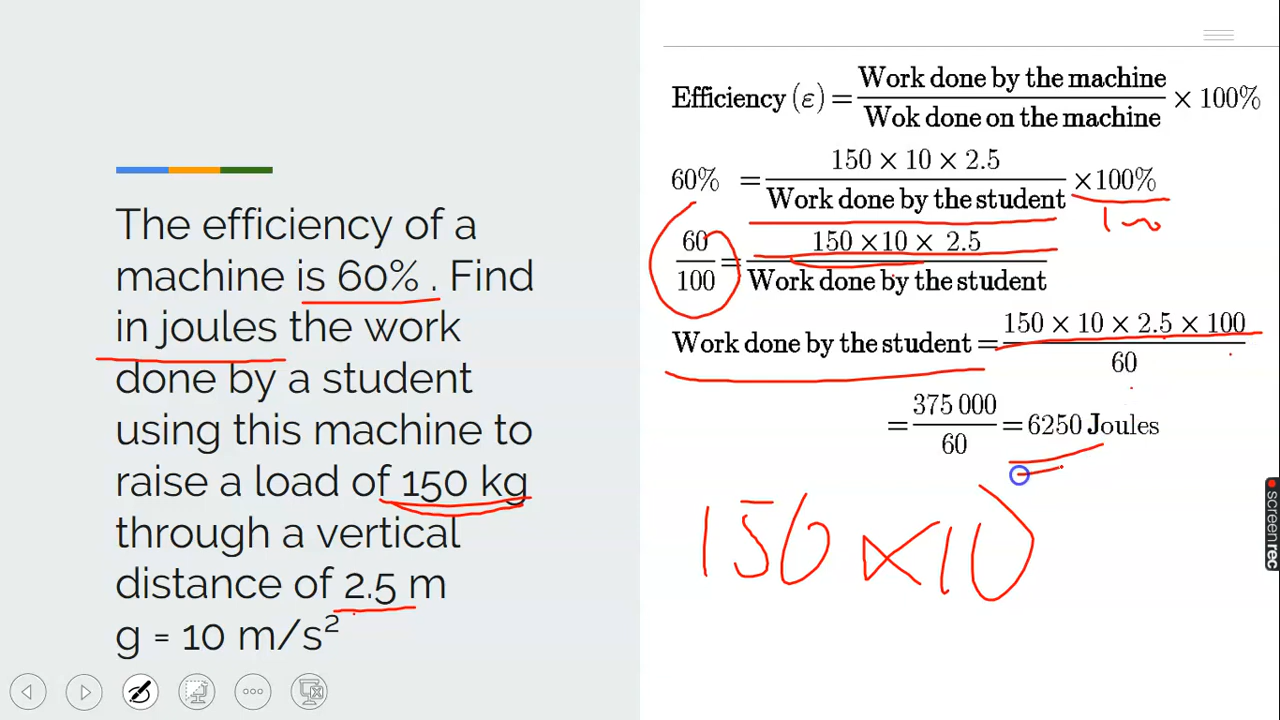 The efficiency of a
machine is 60% . Find
in joules the work
done by a student
using this machine to
raise a load of 150 kg
through a vertical
distance of 2.5 m
g = 10 m/s²
Efficiency (ε) = Work done by the machine / Wok done on the machine × 100%
60% = 150 × 10 × 2.5 / Work done by the student ×100%
100
60/100 = 150 ×10 × 2.5 / Work done by the student
Work done by the student = 150 × 10 × 2.5 × 100 / 60
= 375 000 / 60 = 6250 Joules
150 × 10
screenrec